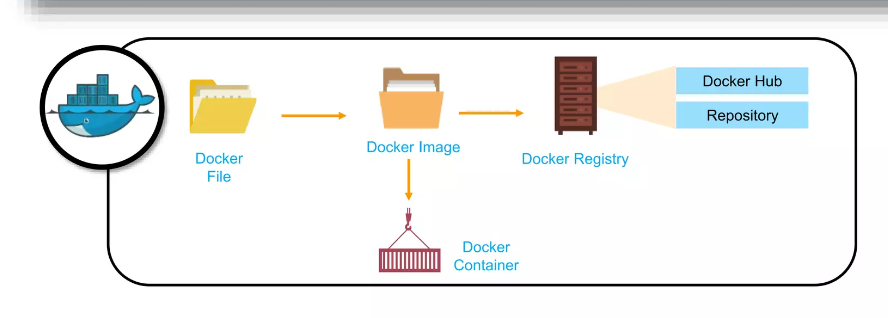 Docker Hub
Repository
Docker
File
Docker Image
Docker Registry
Docker
Container